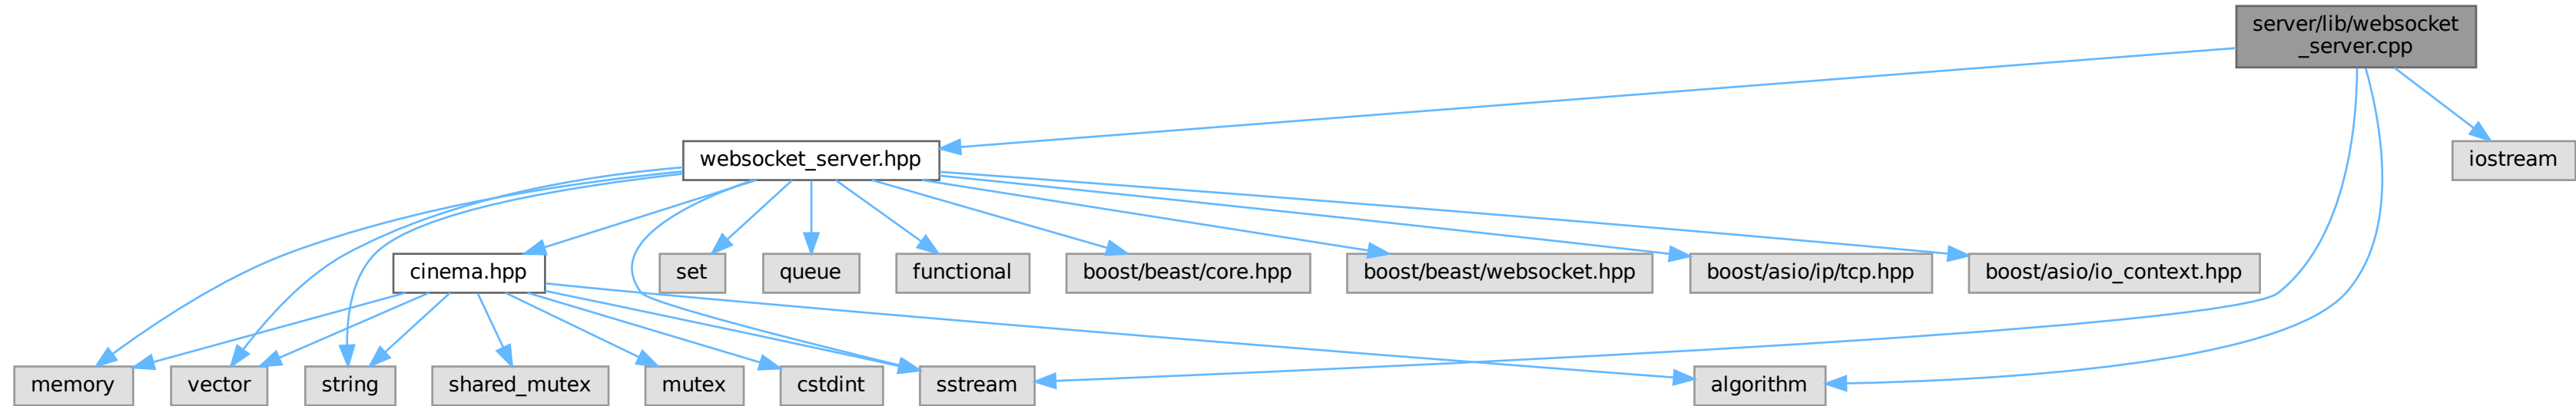 server/lib/websocket
_server.cpp
websocket_server.hpp
iostream
cinema.hpp
set
queue
functional
boost/beast/core.hpp
boost/beast/websocket.hpp
boost/asio/ip/tcp.hpp
boost/asio/io_context.hpp
memory
vector
string
shared_mutex
mutex
cstdint
sstream
algorithm